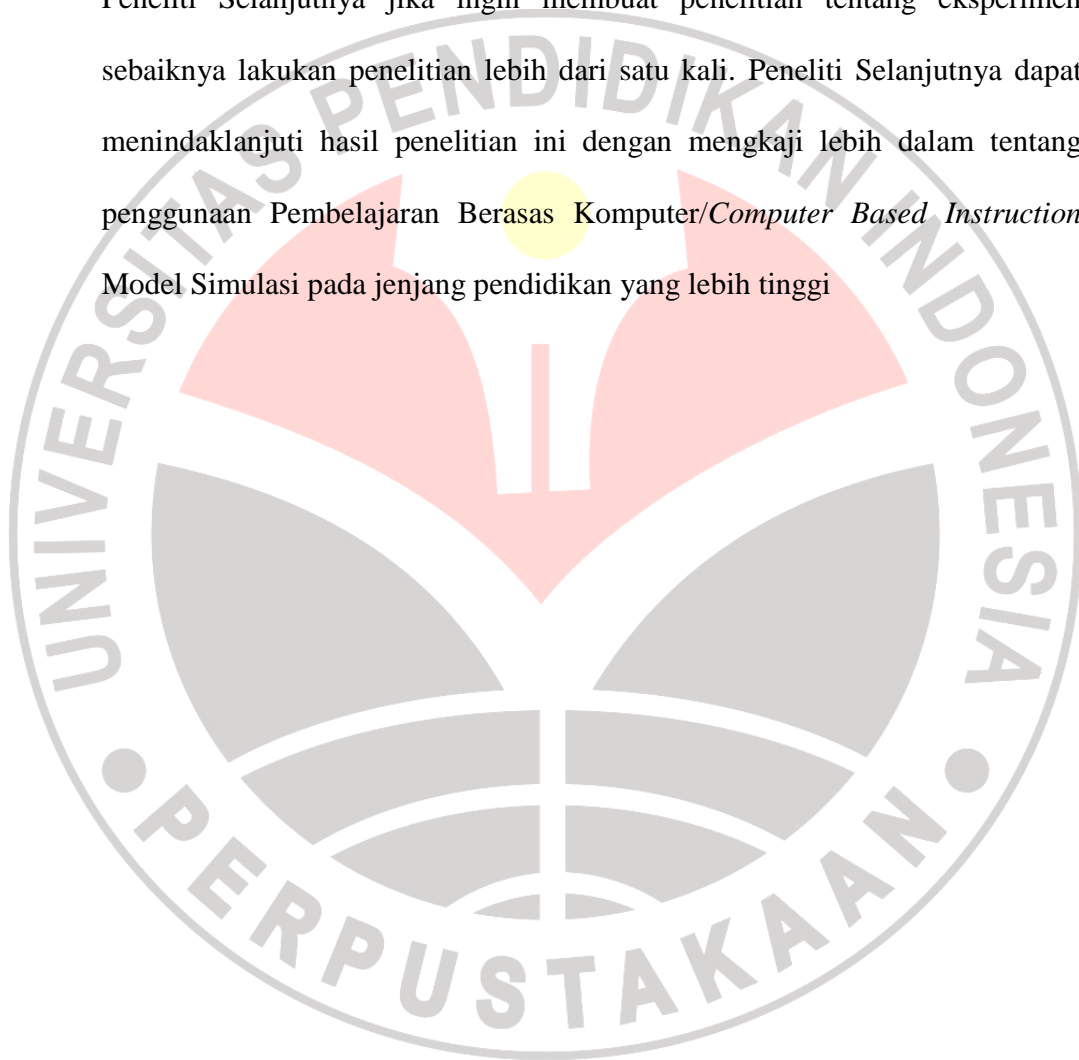 Peneliti Selanjutnya jika ingin membuat penelitian tentang eksperimen
sebaiknya lakukan penelitian lebih dari satu kali. Peneliti Selanjutnya dapat
menindaklanjuti hasil penelitian ini dengan mengkaji lebih dalam tentang
penggunaan Pembelajaran Berasas Komputer/Computer Based Instruction
Model Simulasi pada jenjang pendidikan yang lebih tinggi
UNIVERSITAS PENDIDIKAN INDONESIA
PERPUSTAKAAN